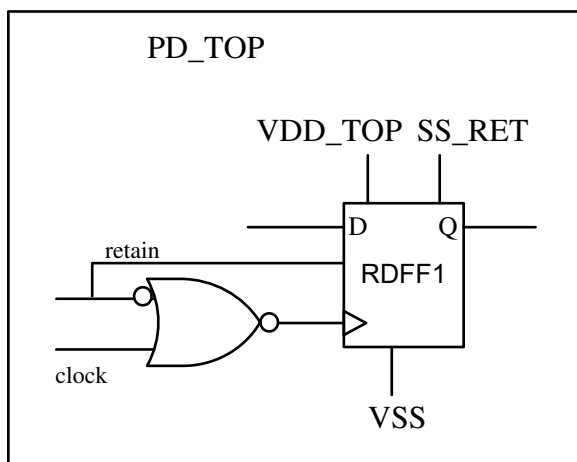 PD_TOP
VDD_TOP SS_RET
D Q
retain
RDFF1
clock
VSS